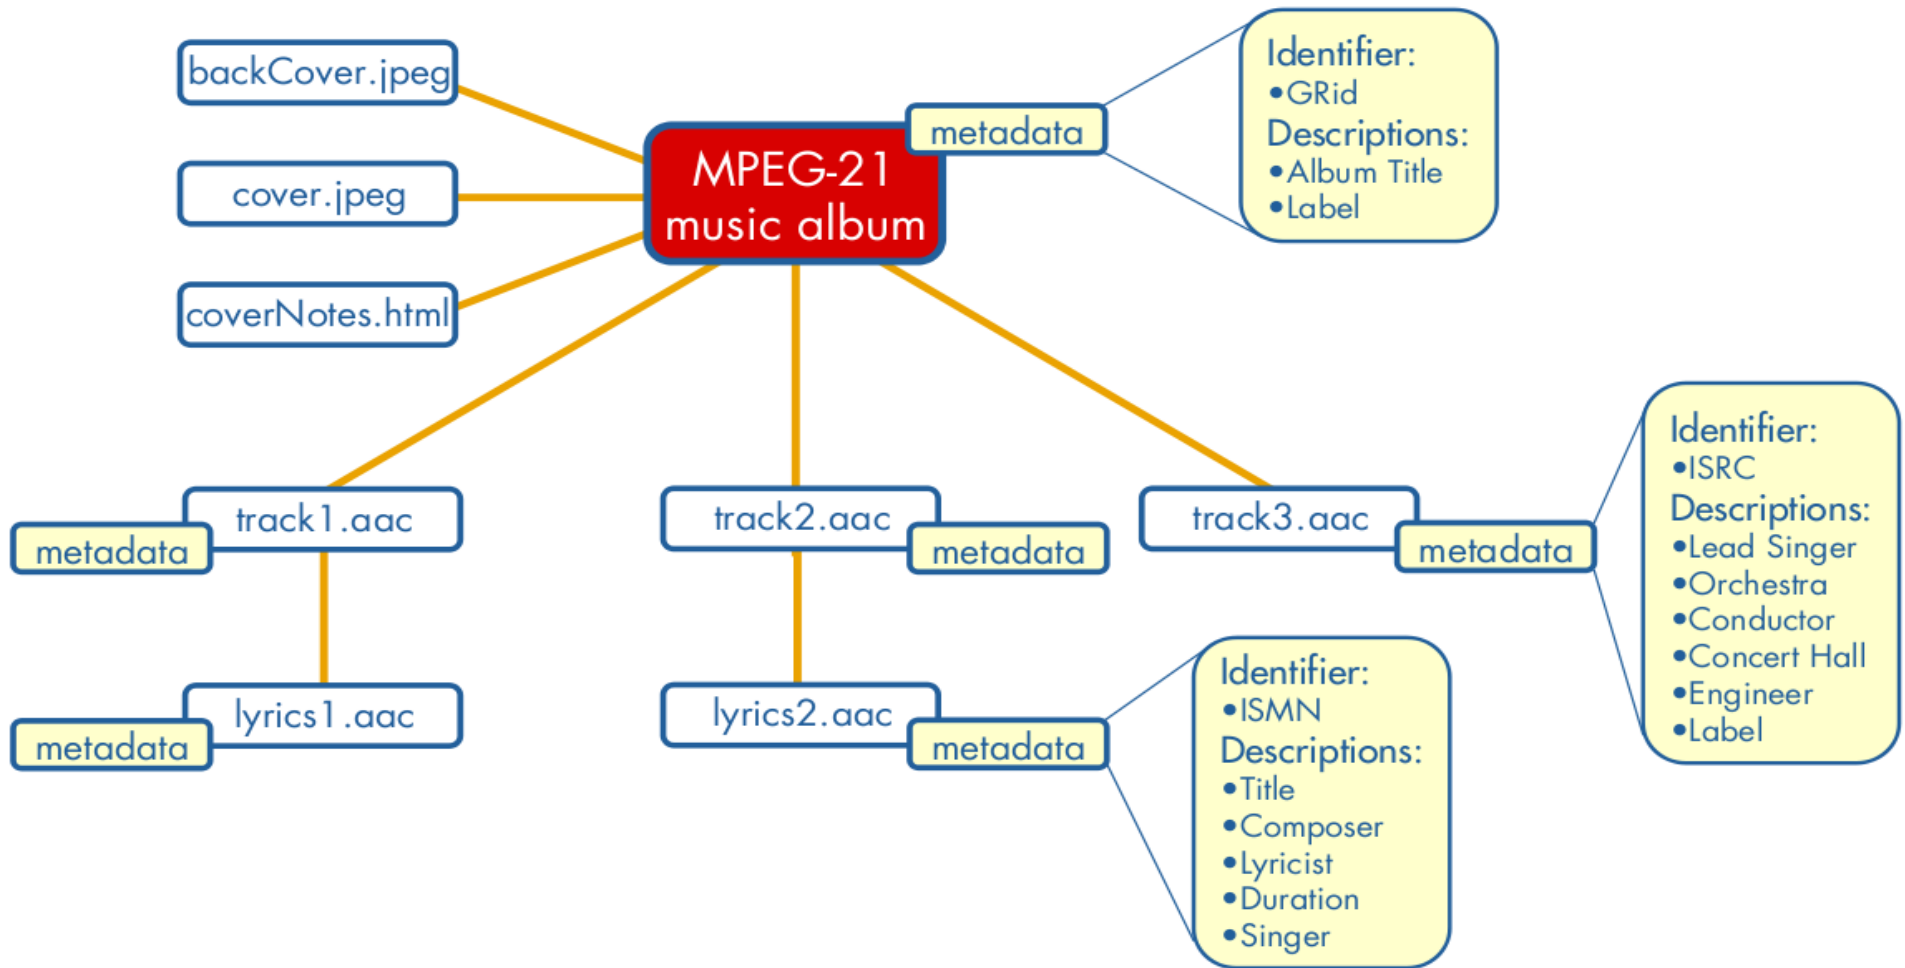 backCover.jpeg
cover.jpeg
coverNotes.html
MPEG-21
music album
metadata
Identifier:
•GRid
Descriptions:
•Album Title
•Label
track1.aac
metadata
track2.aac
metadata
track3.aac
metadata
Identifier:
•ISRC
Descriptions:
•Lead Singer
•Orchestra
•Conductor
•Concert Hall
•Engineer
•Label
lyrics1.aac
metadata
lyrics2.aac
metadata
Identifier:
•ISMN
Descriptions:
•Title
•Composer
•Lyricist
•Duration
•Singer